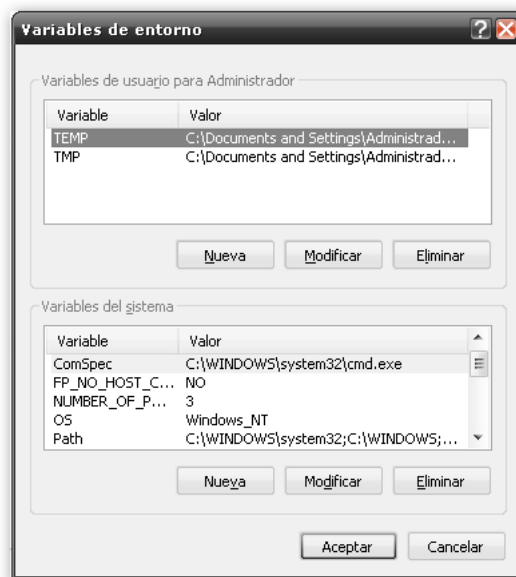 Variables de entorno
Variables de usuario para Administrador
Variable Valor
TEMP C:\Documents and Settings\Administrad...
TMP C:\Documents and Settings\Administrad...
Nueva Modificar Eliminar
Variables del sistema
Variable Valor
ComSpec C:\WINDOWS\system32\cmd.exe
FP_NO_HOST_C... NO
NUMBER_OF_P... 3
OS Windows_NT
Path C:\WINDOWS\system32;C:\WINDOWS;...
Nueva Modificar Eliminar
Aceptar Cancelar